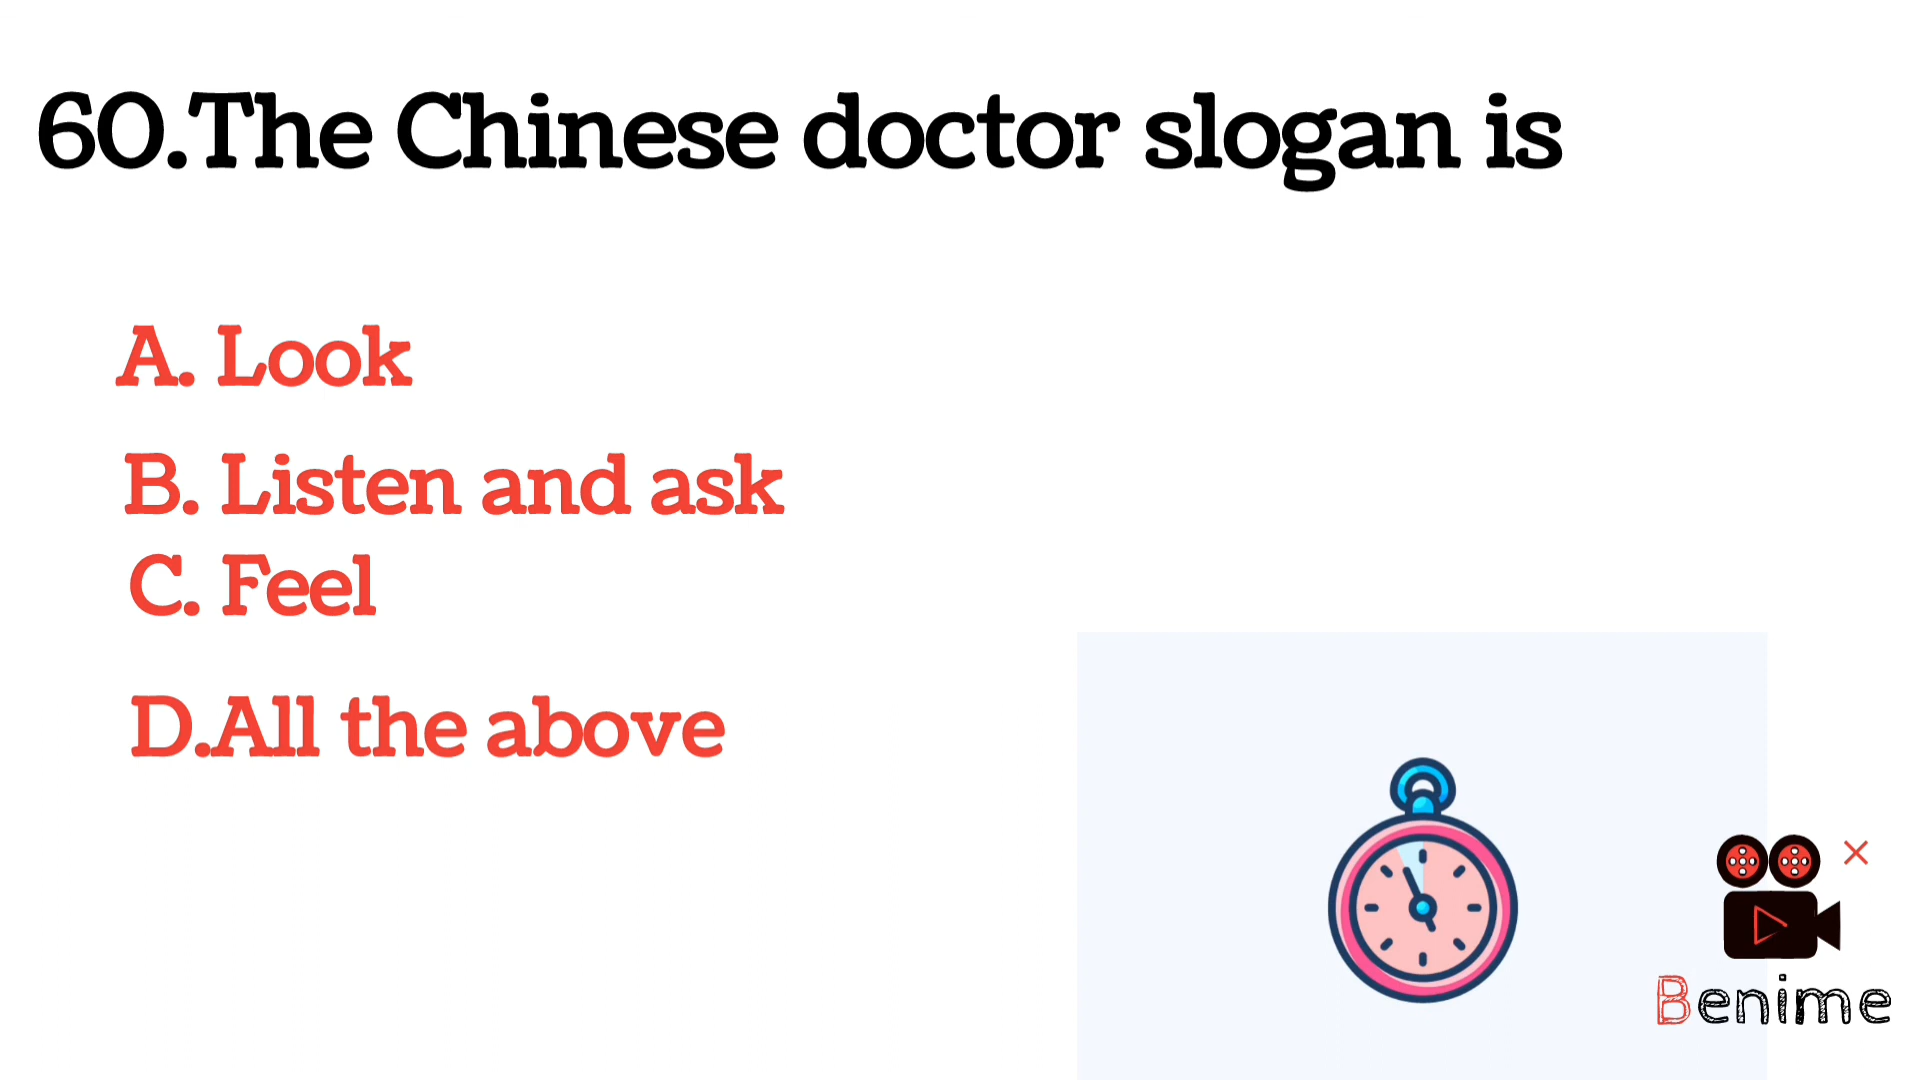 60.The Chinese doctor slogan is
A. Look
B. Listen and ask
C. Feel
D.All the above
Benime